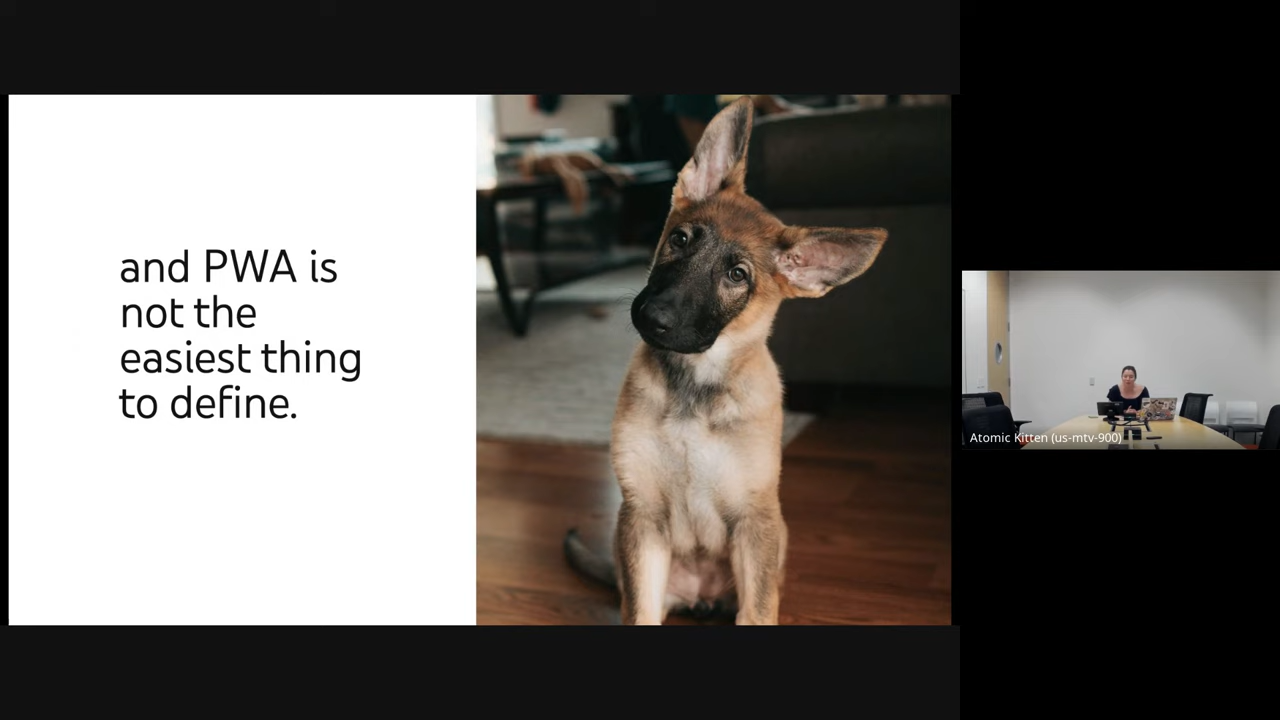 and PWA is
not the
easiest thing
to define.
Atomic Kitten (us-mtv-900)